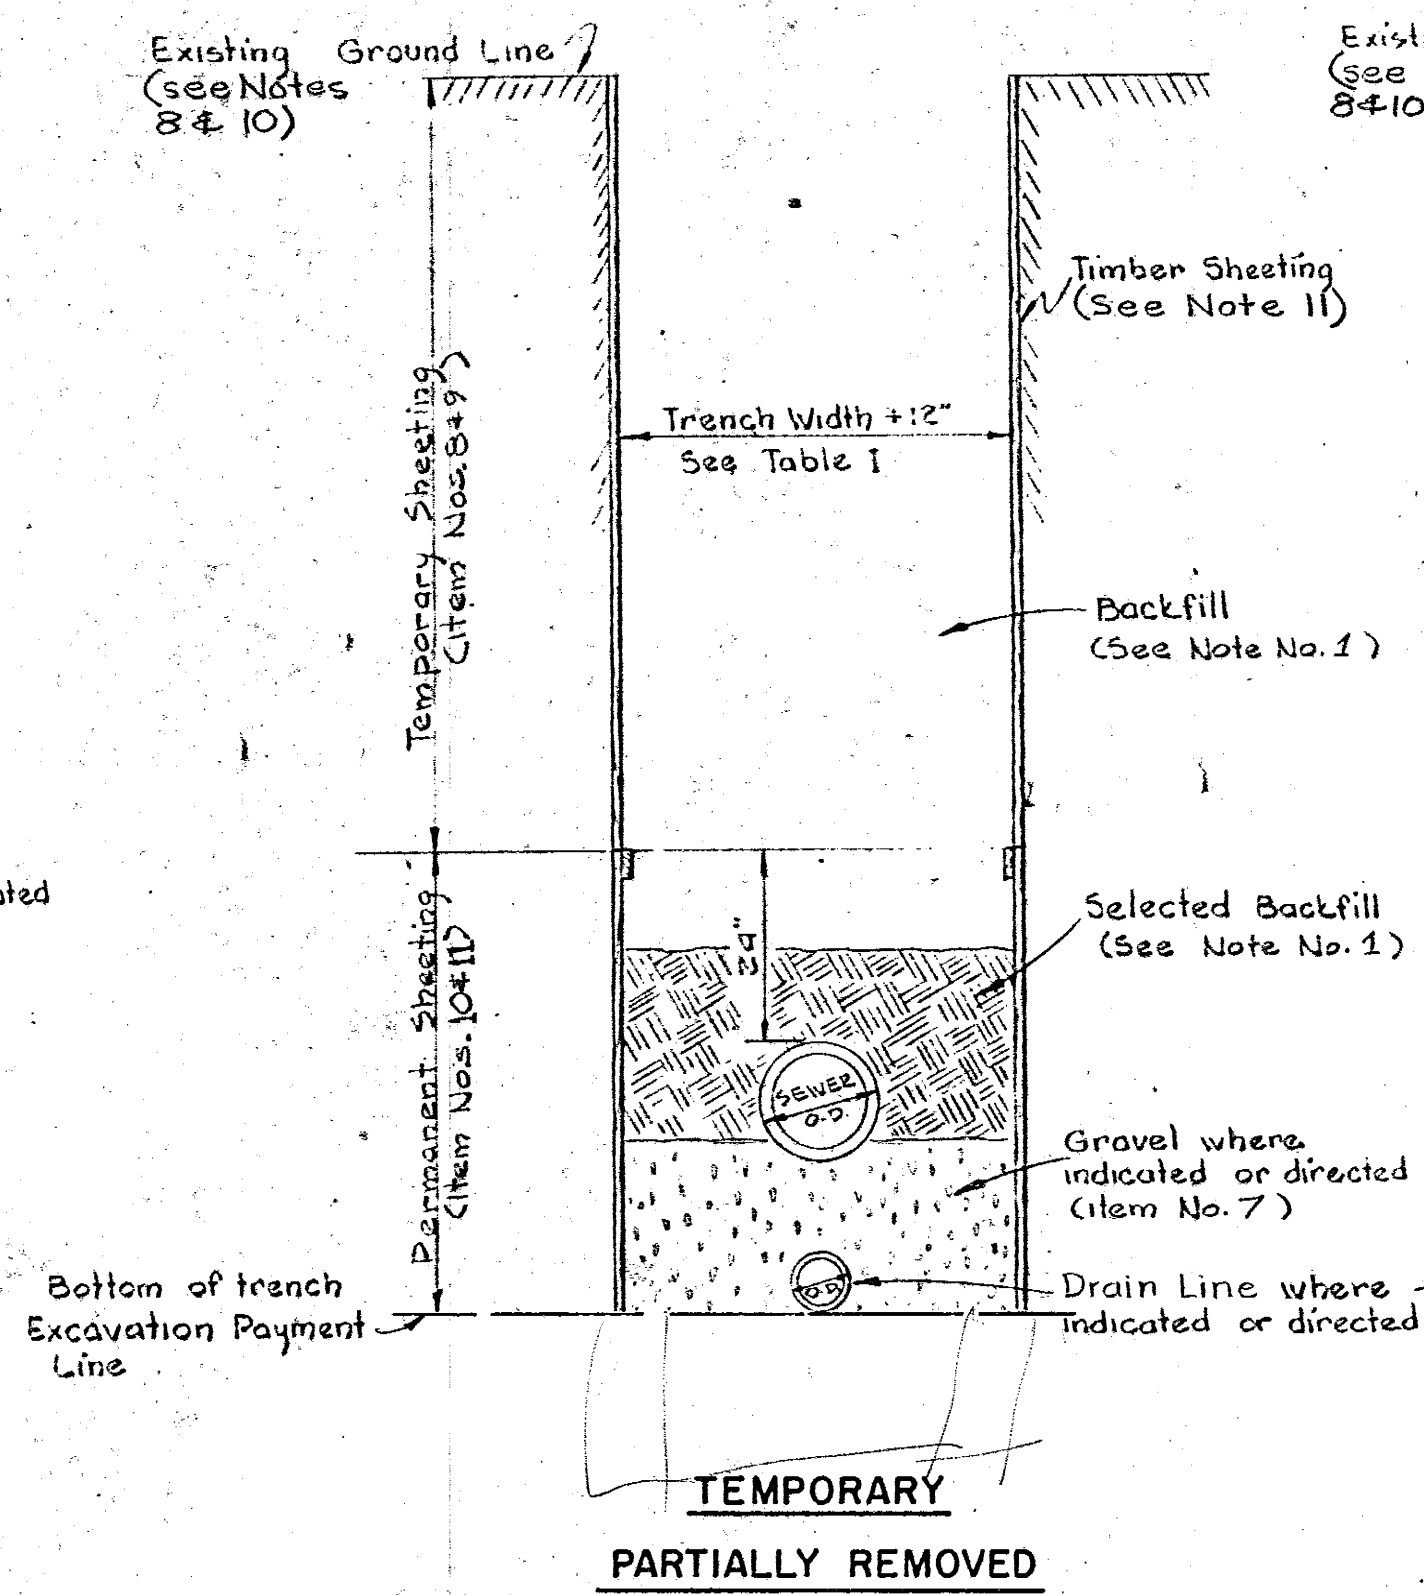 Existing Ground Line
(see Notes
8 & 10)
Exist
(see
8&10
Timber Sheeting
(See Note 11)
Temporary Sheeting
(Item Nos. 8&9)
Trench Width +12"
See Table I
Backfill
(See Note No. 1)
Permanent Sheeting
(Item Nos. 10&11)
24"
Selected Backfill
(See Note No. 1)
SEWER
O.D.
Gravel where
indicated or directed
(item No. 7)
O.D.
Drain Line where
indicated or directed
Bottom of trench
Excavation Payment
Line
TEMPORARY
PARTIALLY REMOVED